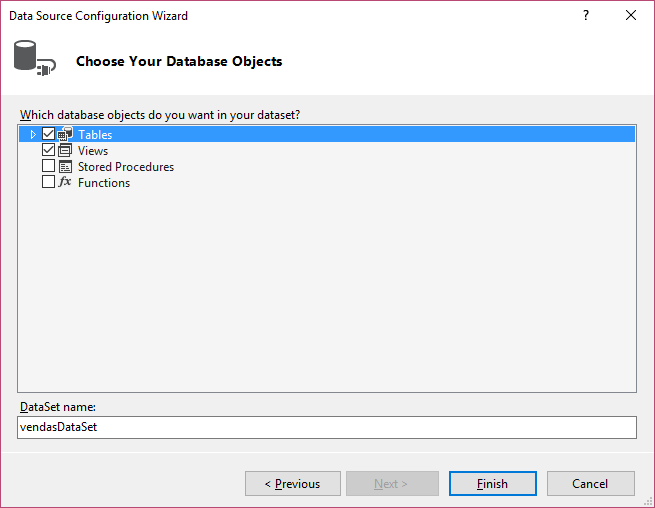 Data Source Configuration Wizard
?
Choose Your Database Objects
Which database objects do you want in your dataset?
Tables
Views
Stored Procedures
fx Functions
DataSet name:
vendasDataSet
< Previous Next > Finish Cancel